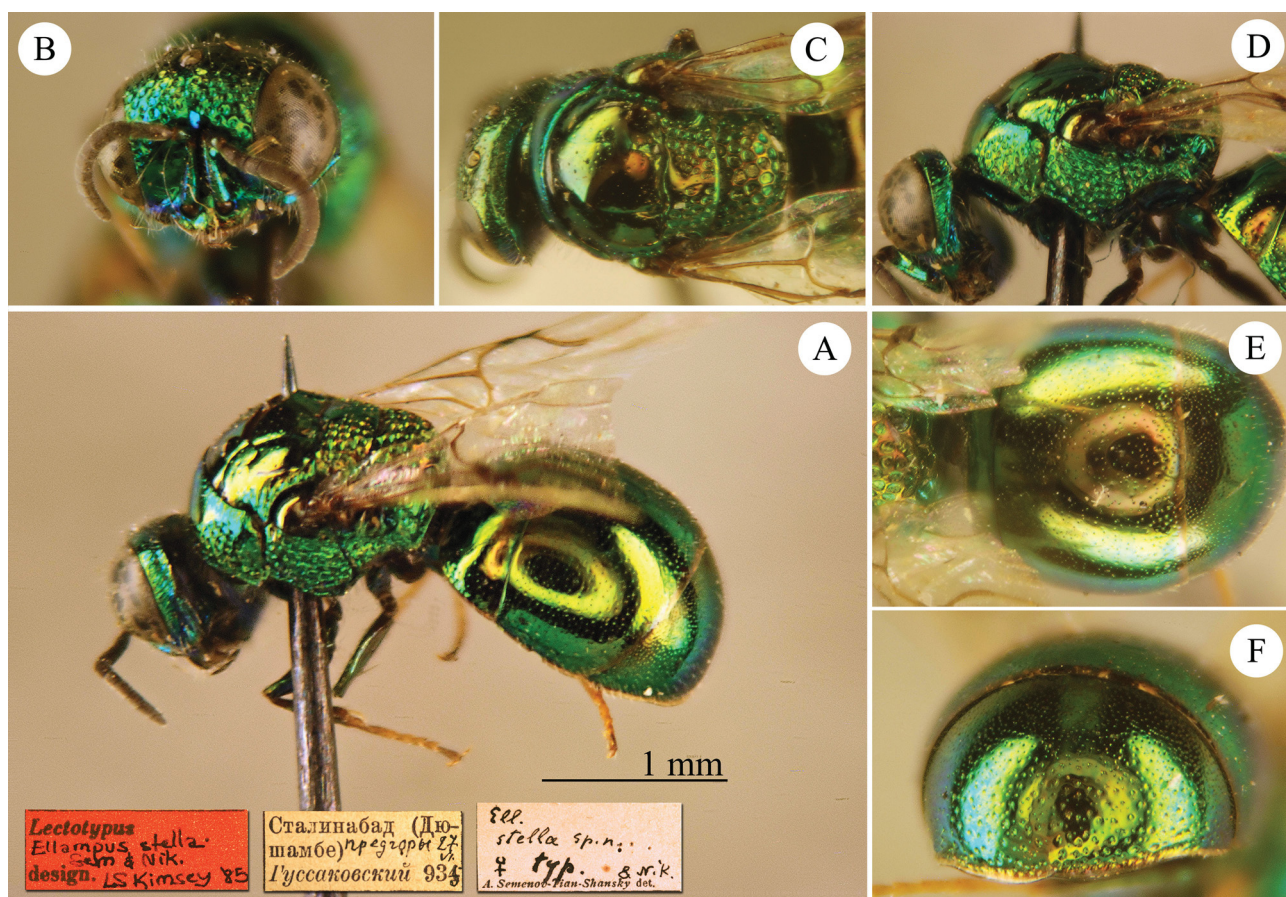 B
C
D
A
E
F
1 mm
Lectotypus
Ellampus stella
Sem & Nik.
design. LS Kimsey '85
Сталинабад (Дю-
шамбе) предгорья 27
Гуссаковский 934
Ell.
stella sp.n.
♀ typ. & Nik.
A. Semenov-Tian-Shansky det.